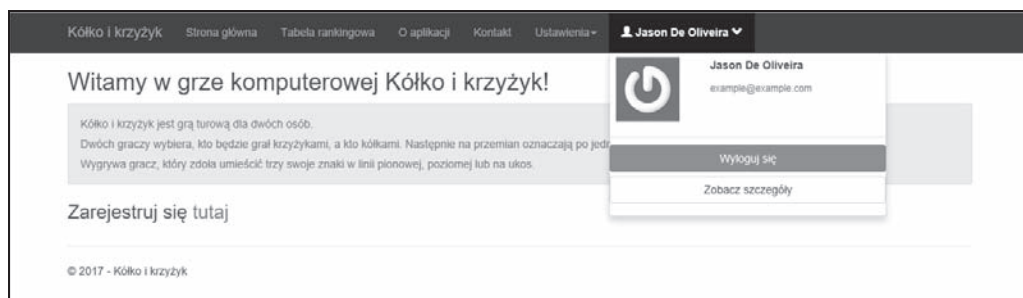 Kółko i krzyżyk Strona główna Tabela rankingowa O aplikacji Kontakt Ustawienia Jason De Oliveira
Witamy w grze komputerowej Kółko i krzyżyk!
Jason De Oliveira
example@example.com
Kółko i krzyżyk jest grą turową dla dwóch osób.
Dwóch graczy wybiera, kto będzie grał krzyżykami, a kto kółkami. Następnie na przemian oznaczają po
Wygrywa gracz, który zdoła umieścić trzy swoje znaki w linii pionowej, poziomej lub na ukos.
Wyloguj się
Zobacz szczegóły
Zarejestruj się tutaj
© 2017 - Kółko i krzyżyk